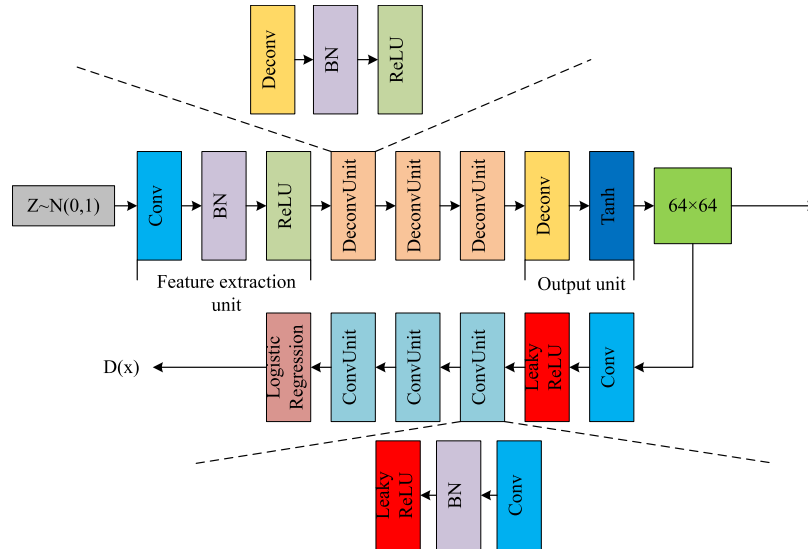 Deconv
BN
ReLU
Z~N(0,1)
Conv
BN
ReLU
DeconvUnit
DeconvUnit
DeconvUnit
Deconv
Tanh
64×64
Feature extraction
unit
Output unit
D(x)
Logistic
Regression
ConvUnit
ConvUnit
ConvUnit
Leaky
ReLU
Conv
Leaky
ReLU
BN
Conv